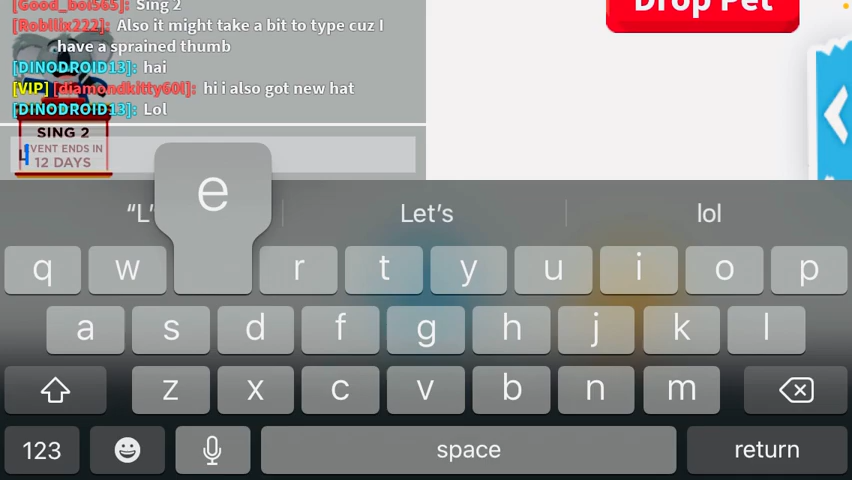 [Good_boi565]: Sing 2
[Robllix222]: Also it might take a bit to type cuz I
have a sprained thumb
[DINODROID13]: hai
[VIP] [diamondkitty60l]: hi i also got new hat
[DINODROID13]: Lol
Drop Pet
SING 2
EVENT ENDS IN
12 DAYS
L
“L”
Let’s
lol
e
q w r t y u i o p
a s d f g h j k l
z x c v b n m
123 space return